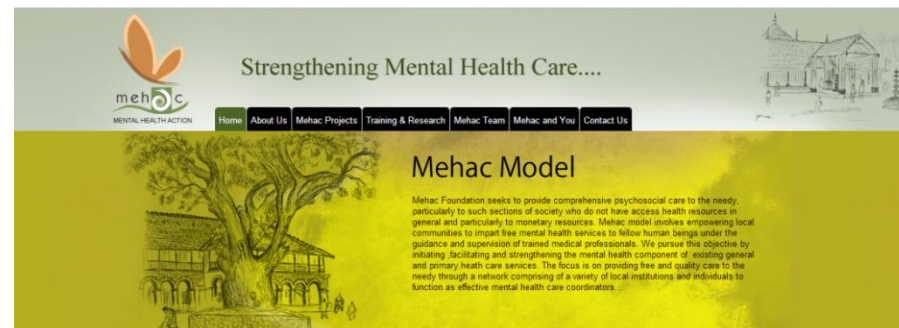 Strengthening Mental Health Care....
mehac
MENTAL HEALTH ACTION
Home About Us Mehac Projects Training & Research Mehac Team Mehac and You Contact Us
Mehac Model
Mehac Foundation seeks to provide comprehensive psychosocial care to the needy,
particularly to such sections of society who do not have access health resources in
general and particularly to monetary resources. Mehac model involves empowering local
communities to impart free mental health services to fellow human beings under the
guidance and supervision of trained medical professionals. We pursue this objective by
initiating ,facilitating and strengthening the mental health component of existing general
and primary heath care services. The focus is on providing free and quality care to the
needy through a network comprising of a variety of local institutions and individuals to
function as effective mental health care coordinators...